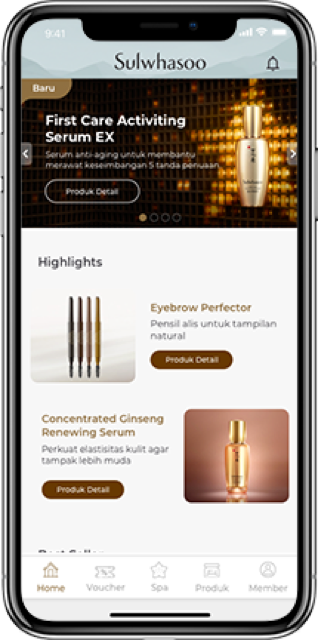 9:41
Sulwhasoo
Baru
First Care Activiting
Serum EX
Serum anti-aging untuk membantu
merawat keseimbangan 5 tanda penuaan
Produk Detail
Highlights
Eyebrow Perfector
Pensil alis untuk tampilan
natural
Produk Detail
Concentrated Ginseng
Renewing Serum
Perkuat elastisitas kulit agar
tampak lebih muda
Produk Detail
Best Seller
Home
Voucher
Spa
Produk
Member